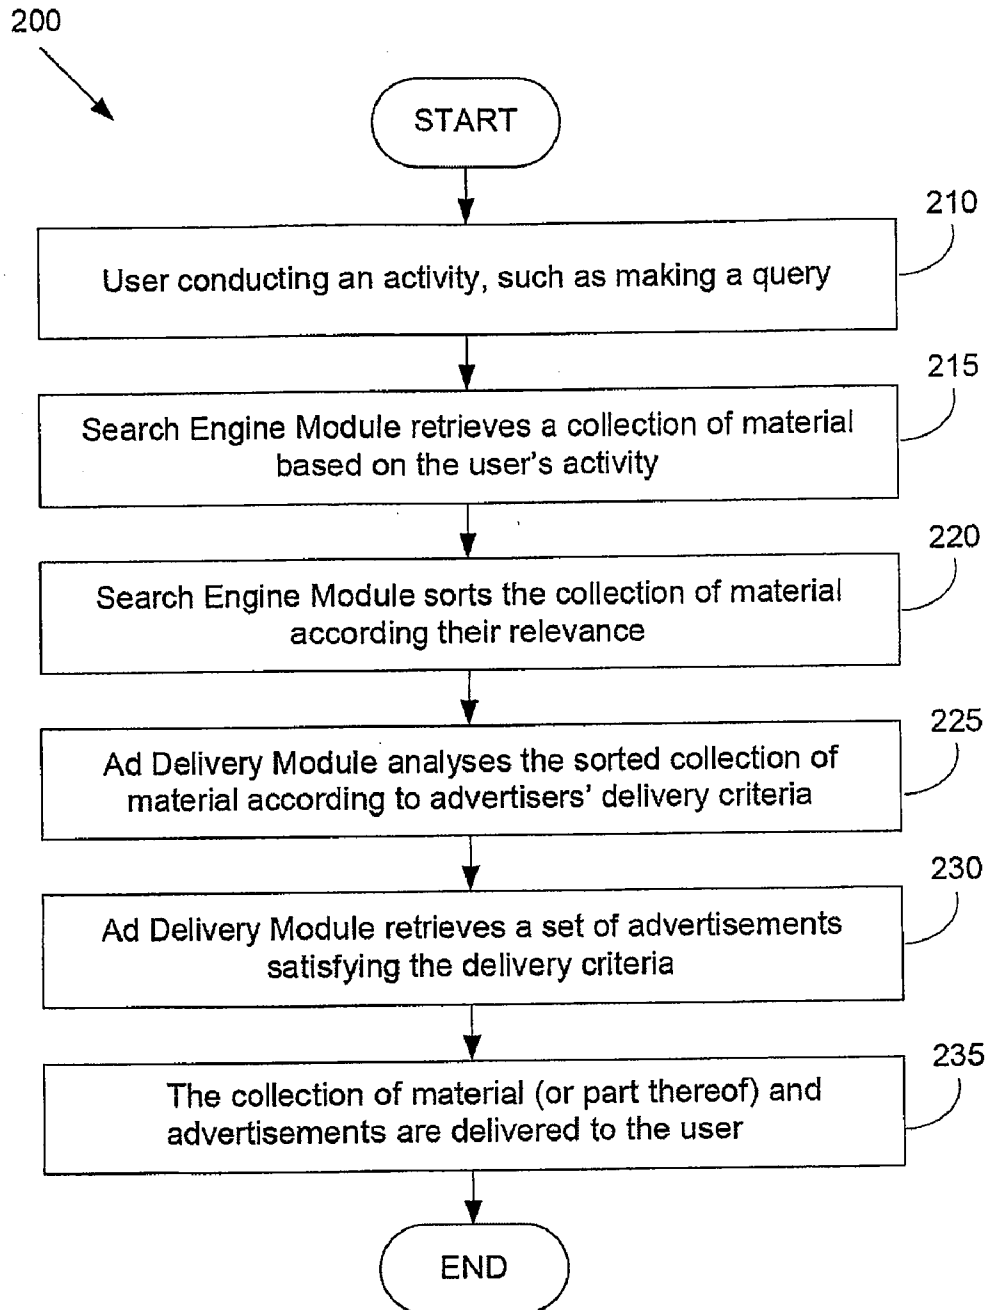 200
START
210
User conducting an activity, such as making a query
215
Search Engine Module retrieves a collection of material
based on the user's activity
220
Search Engine Module sorts the collection of material
according their relevance
225
Ad Delivery Module analyses the sorted collection of
material according to advertisers' delivery criteria
230
Ad Delivery Module retrieves a set of advertisements
satisfying the delivery criteria
235
The collection of material (or part thereof) and
advertisements are delivered to the user
END